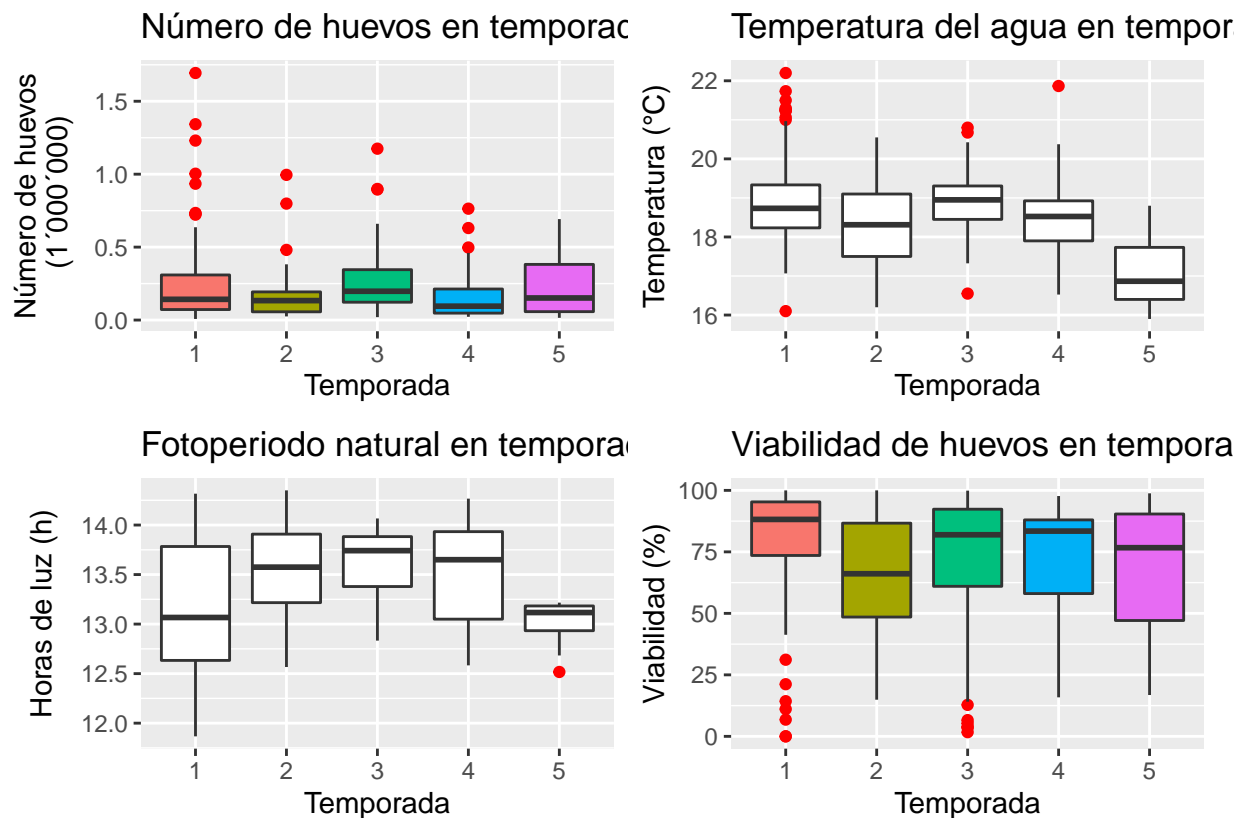 Número de huevos en temporac
Número de huevos
(1´000´000)
1.5
1.0
0.5
0.0
1 2 3 4 5
Temporada
Temperatura del agua en tempora
Temperatura (°C)
22
20
18
16
1 2 3 4 5
Temporada
Fotoperiodo natural en temporad
Horas de luz (h)
14.0
13.5
13.0
12.5
12.0
1 2 3 4 5
Temporada
Viabilidad de huevos en tempora
Viabilidad (%)
100
75
50
25
0
1 2 3 4 5
Temporada